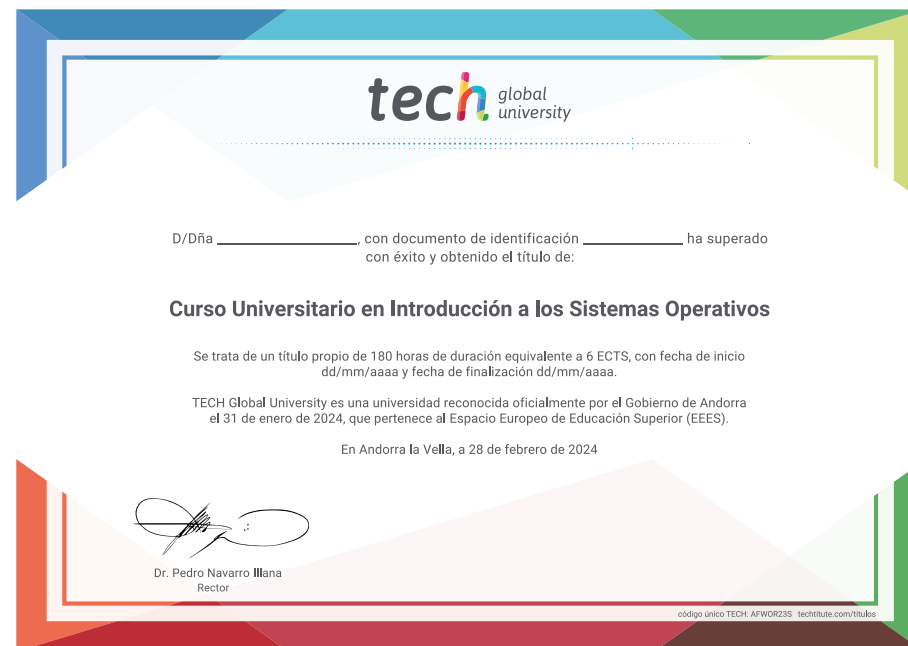 tech global
university
D/Dña ____________________, con documento de identificación ______________ ha superado
con éxito y obtenido el título de:
Curso Universitario en Introducción a los Sistemas Operativos
Se trata de un título propio de 180 horas de duración equivalente a 6 ECTS, con fecha de inicio
dd/mm/aaaa y fecha de finalización dd/mm/aaaa.
TECH Global University es una universidad reconocida oficialmente por el Gobierno de Andorra
el 31 de enero de 2024, que pertenece al Espacio Europeo de Educación Superior (EEES).
En Andorra la Vella, a 28 de febrero de 2024
Dr. Pedro Navarro Illana
Rector
código único TECH: AFWOR23S techtitute.com/titulos